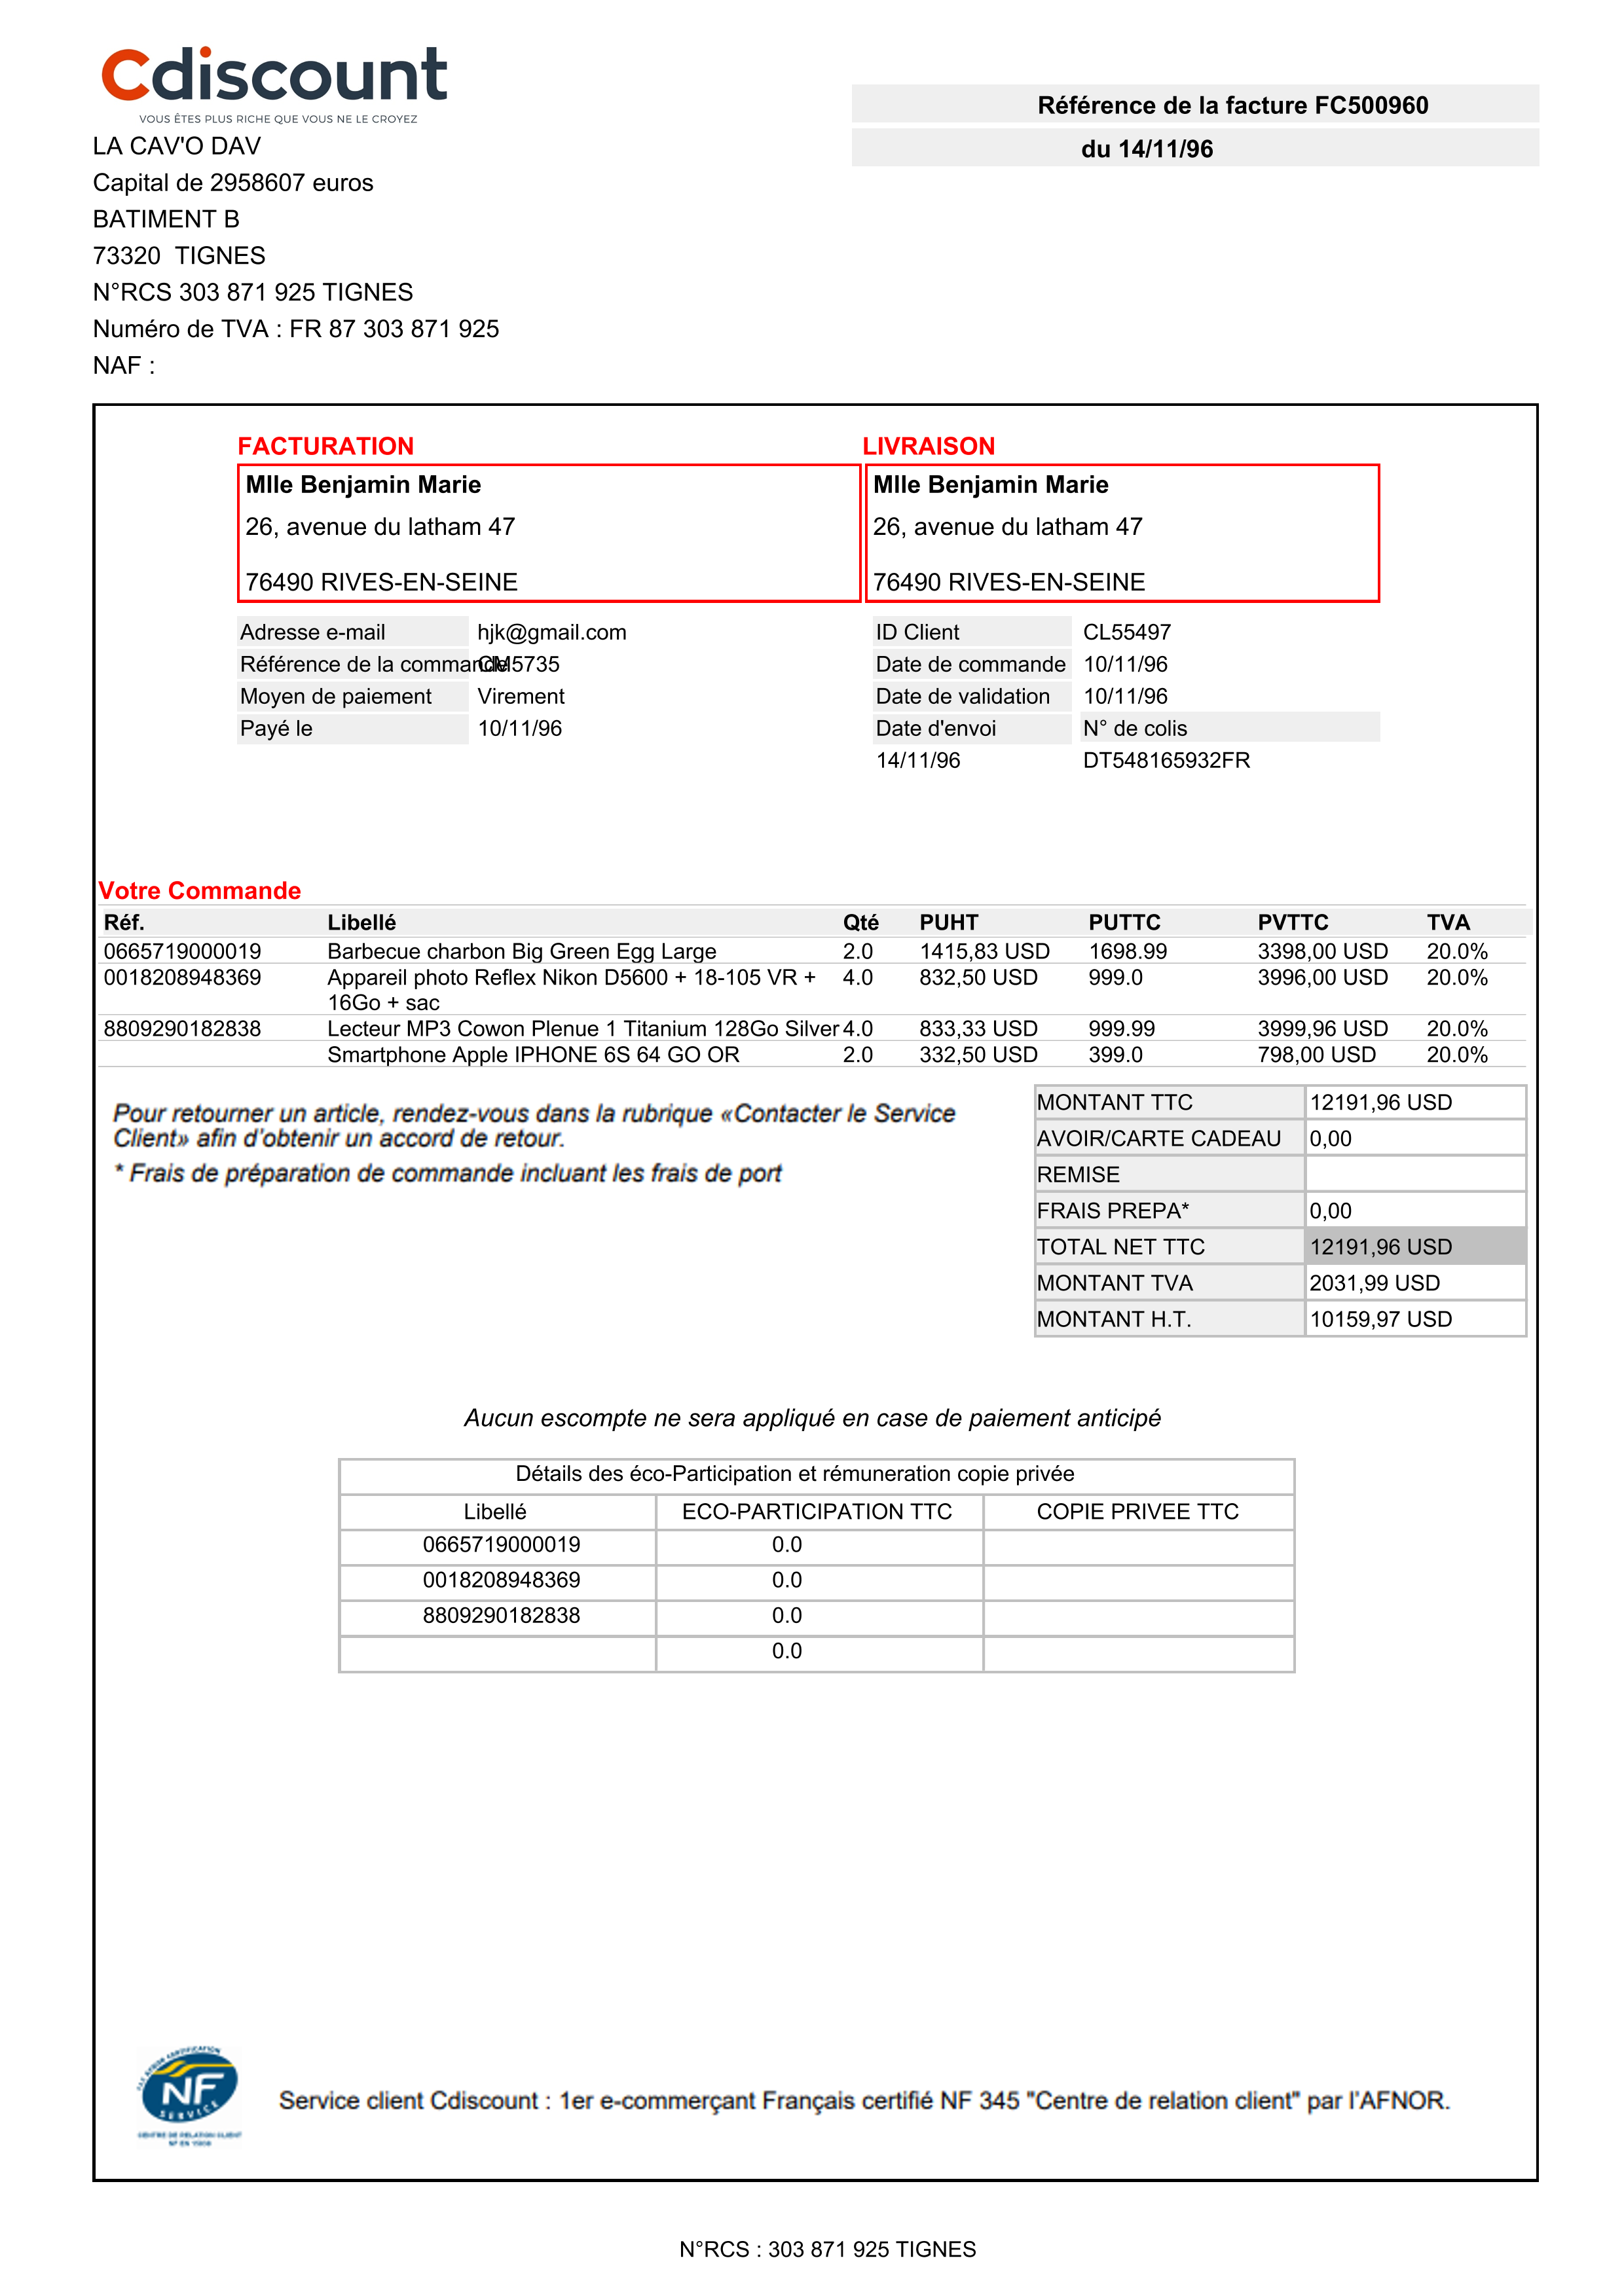 Cdiscount
VOUS ÊTES PLUS RICHE QUE VOUS NE LE CROYEZ
LA CAV'O DAV
Capital de 2958607 euros
BATIMENT B
73320 TIGNES
N°RCS 303 871 925 TIGNES
Numéro de TVA : FR 87 303 871 925
NAF :
Référence de la facture FC500960
du 14/11/96
FACTURATION
Mlle Benjamin Marie
26, avenue du latham 47
76490 RIVES-EN-SEINE
LIVRAISON
Mlle Benjamin Marie
26, avenue du latham 47
76490 RIVES-EN-SEINE
Adresse e-mail hjk@gmail.com
Référence de la commande CM5735
Moyen de paiement Virement
Payé le 10/11/96
ID Client CL55497
Date de commande 10/11/96
Date de validation 10/11/96
Date d'envoi N° de colis
14/11/96 DT548165932FR
Votre Commande
Réf. Libellé Qté PUHT PUTTC PVTTC TVA
0665719000019 Barbecue charbon Big Green Egg Large 2.0 1415,83 USD 1698.99 3398,00 USD 20.0%
0018208948369 Appareil photo Reflex Nikon D5600 + 18-105 VR + 4.0 832,50 USD 999.0 3996,00 USD 20.0%
16Go + sac
8809290182838 Lecteur MP3 Cowon Plenue 1 Titanium 128Go Silver 4.0 833,33 USD 999.99 3999,96 USD 20.0%
Smartphone Apple IPHONE 6S 64 GO OR 2.0 332,50 USD 399.0 798,00 USD 20.0%
Pour retourner un article, rendez-vous dans la rubrique «Contacter le Service
Client» afin d'obtenir un accord de retour.
* Frais de préparation de commande incluant les frais de port
MONTANT TTC 12191,96 USD
AVOIR/CARTE CADEAU 0,00
REMISE
FRAIS PREPA* 0,00
TOTAL NET TTC 12191,96 USD
MONTANT TVA 2031,99 USD
MONTANT H.T. 10159,97 USD
Aucun escompte ne sera appliqué en case de paiement anticipé
Détails des éco-Participation et rémuneration copie privée
Libellé ECO-PARTICIPATION TTC COPIE PRIVEE TTC
0665719000019 0.0
0018208948369 0.0
8809290182838 0.0
0.0
NF
SERVICE
CENTRE DE RELATION CLIENT
Service client Cdiscount : 1er e-commerçant Français certifié NF 345 "Centre de relation client" par l'AFNOR.
N°RCS : 303 871 925 TIGNES